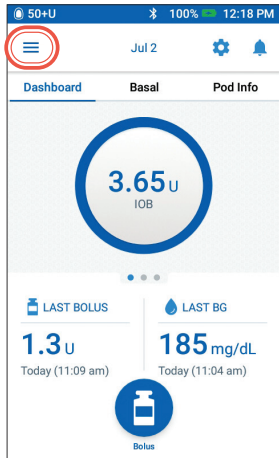 50+U 100% 12:18 PM
Jul 2
Dashboard Basal Pod Info
3.65 U
IOB
LAST BOLUS LAST BG
1.3 U 185 mg/dL
Today (11:09 am) Today (11:04 am)
Bolus